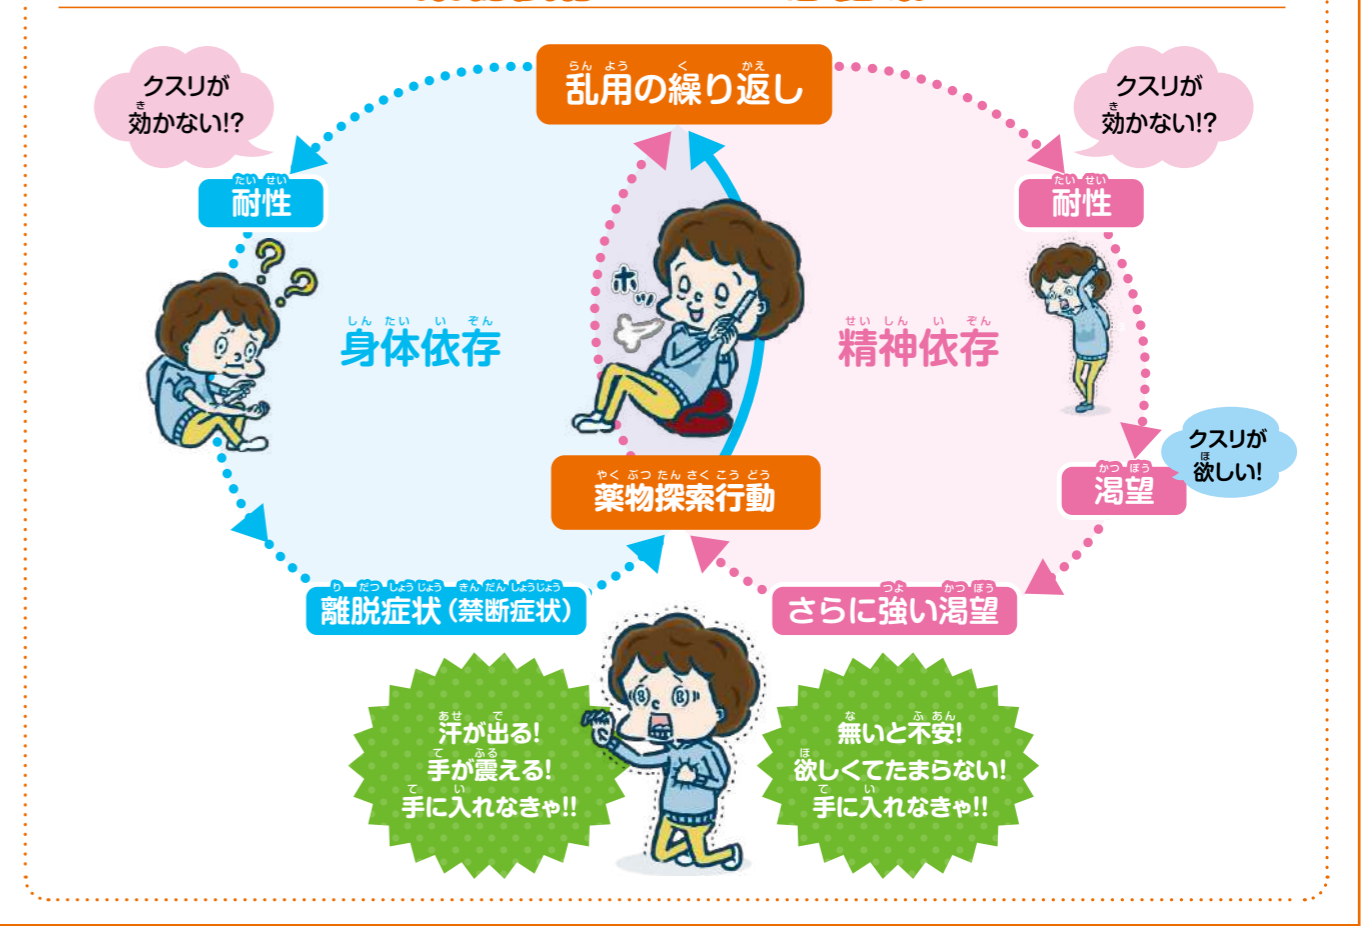 乱用の繰り返し
クスリが
効かない!?
耐性
クスリが
効かない!?
耐性
ホッ
身体依存
精神依存
クスリが
欲しい!
渇望
薬物探索行動
離脱症状(禁断症状)
さらに強い渇望
汗が出る!
手が震える!
手に入れなきゃ!!
無いと不安!
欲しくてたまらない!
手に入れなきゃ!!